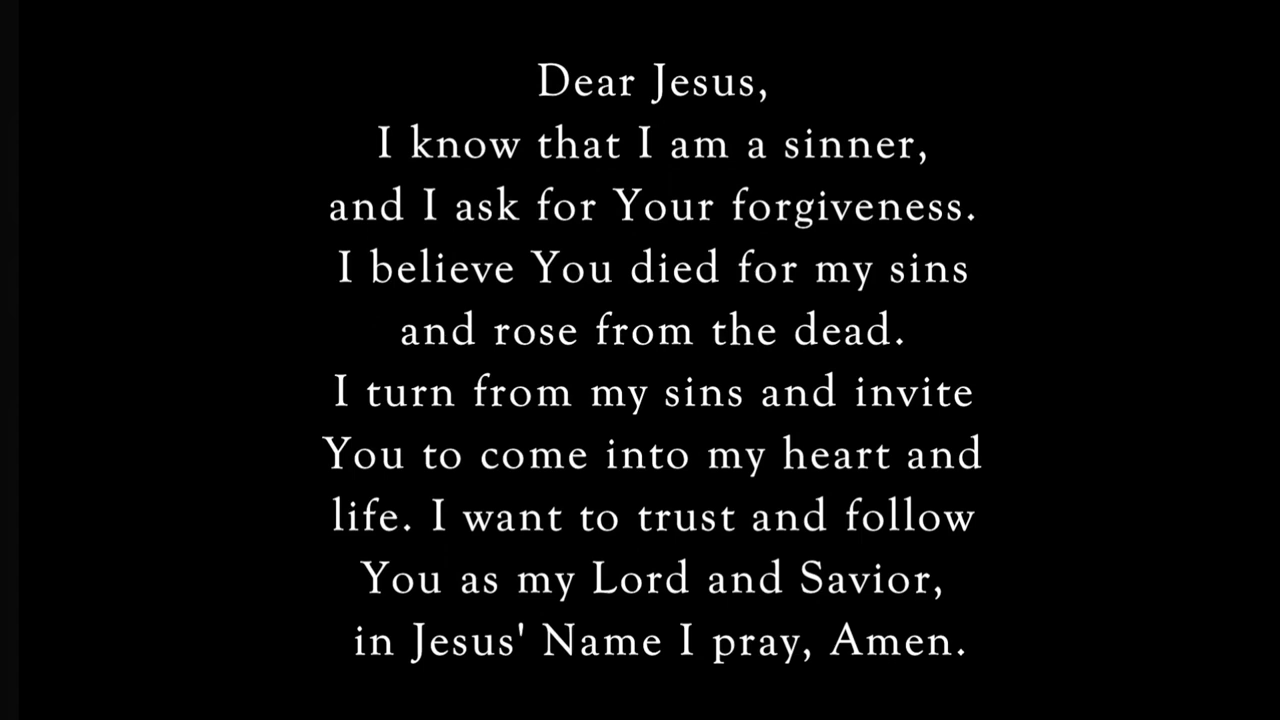 Dear Jesus,
I know that I am a sinner,
and I ask for Your forgiveness.
I believe You died for my sins
and rose from the dead.
I turn from my sins and invite
You to come into my heart and
life. I want to trust and follow
You as my Lord and Savior,
in Jesus' Name I pray, Amen.